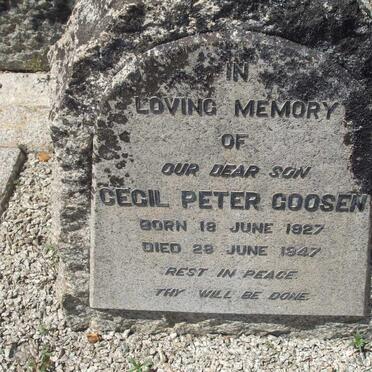 IN
LOVING MEMORY
OF
OUR DEAR SON
CECIL PETER GOOSEN
BORN 18 JUNE 1927
DIED 29 JUNE 1947
REST IN PEACE
THY WILL BE DONE.